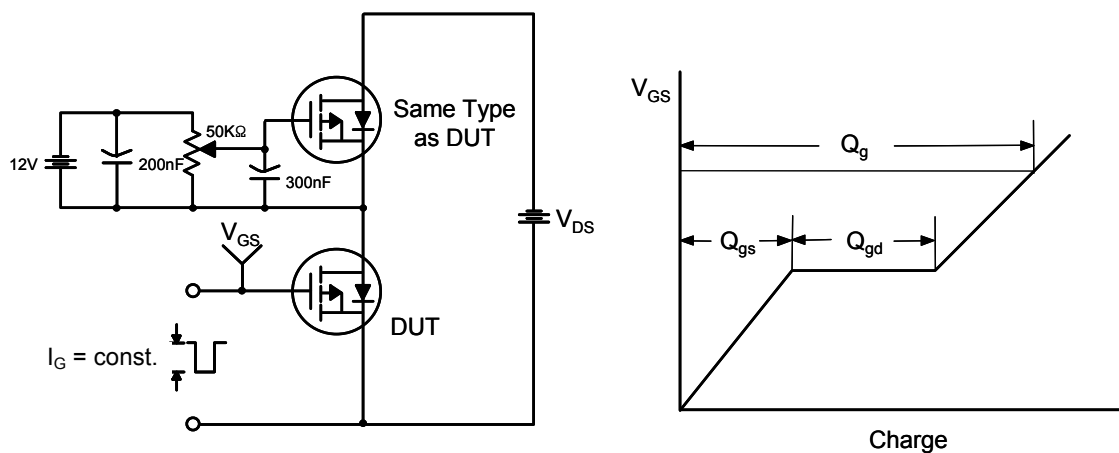 12V
200nF
50KΩ
300nF
Same Type
as DUT
V_DS
V_GS
DUT
I_G = const.
V_GS
Q_g
Q_gs
Q_gd
Charge